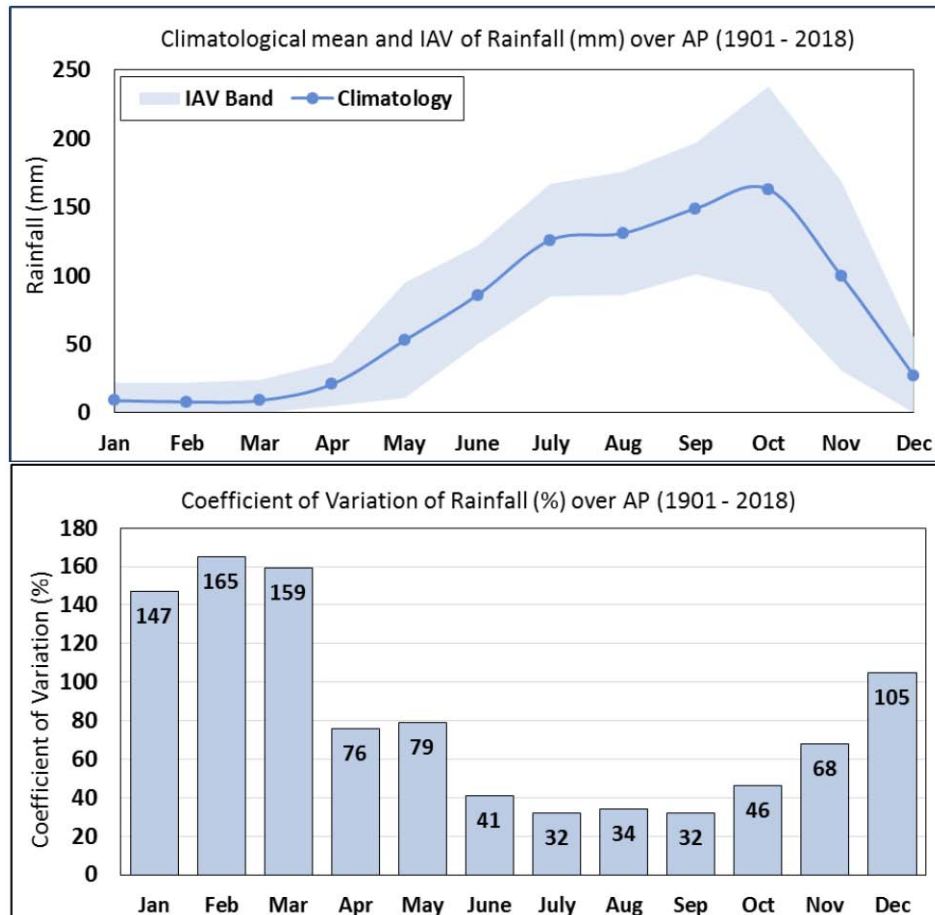 Climatological mean and IAV of Rainfall (mm) over AP (1901 - 2018)
250
200
150
100
50
0
Rainfall (mm)
IAV Band
Climatology
Jan Feb Mar Apr May June July Aug Sep Oct Nov Dec
Coefficient of Variation of Rainfall (%) over AP (1901 - 2018)
180
160
140
120
100
80
60
40
20
0
Coefficient of Variation (%)
147 165 159 76 79 41 32 34 32 46 68 105
Jan Feb Mar Apr May June July Aug Sep Oct Nov Dec